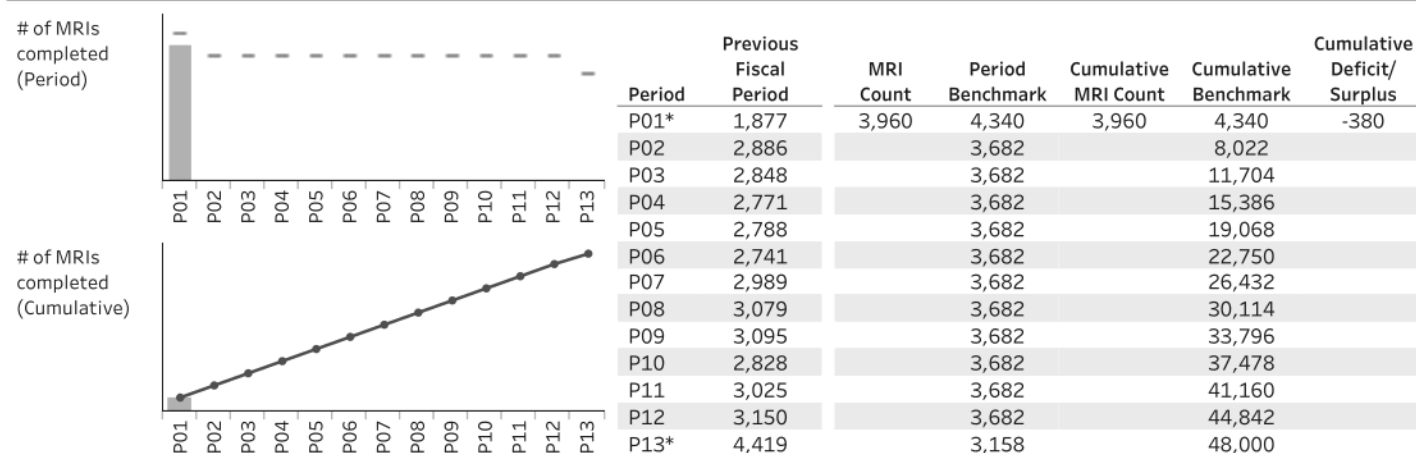 # of MRIs
completed
(Period)
P01 P02 P03 P04 P05 P06 P07 P08 P09 P10 P11 P12 P13
# of MRIs
completed
(Cumulative)
P01 P02 P03 P04 P05 P06 P07 P08 P09 P10 P11 P12 P13
Previous Cumulative
Fiscal MRI Period Cumulative Cumulative Deficit/
Period Period Count Benchmark MRI Count Benchmark Surplus
P01* 1,877 3,960 4,340 3,960 4,340 -380
P02 2,886 3,682 8,022
P03 2,848 3,682 11,704
P04 2,771 3,682 15,386
P05 2,788 3,682 19,068
P06 2,741 3,682 22,750
P07 2,989 3,682 26,432
P08 3,079 3,682 30,114
P09 3,095 3,682 33,796
P10 2,828 3,682 37,478
P11 3,025 3,682 41,160
P12 3,150 3,682 44,842
P13* 4,419 3,158 48,000